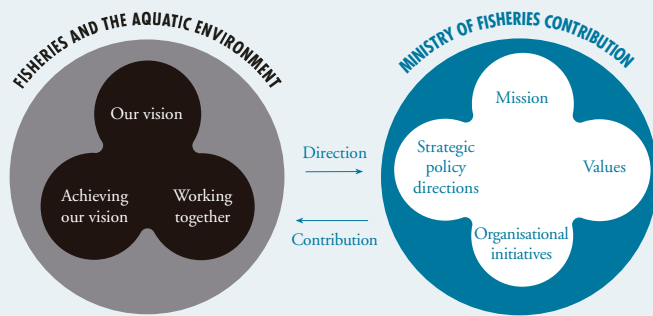 FISHERIES AND THE AQUATIC ENVIRONMENT
Our vision
Achieving
our vision
Working
together
Direction
Contribution
MINISTRY OF FISHERIES CONTRIBUTION
Mission
Strategic
policy
directions
Values
Organisational
initiatives